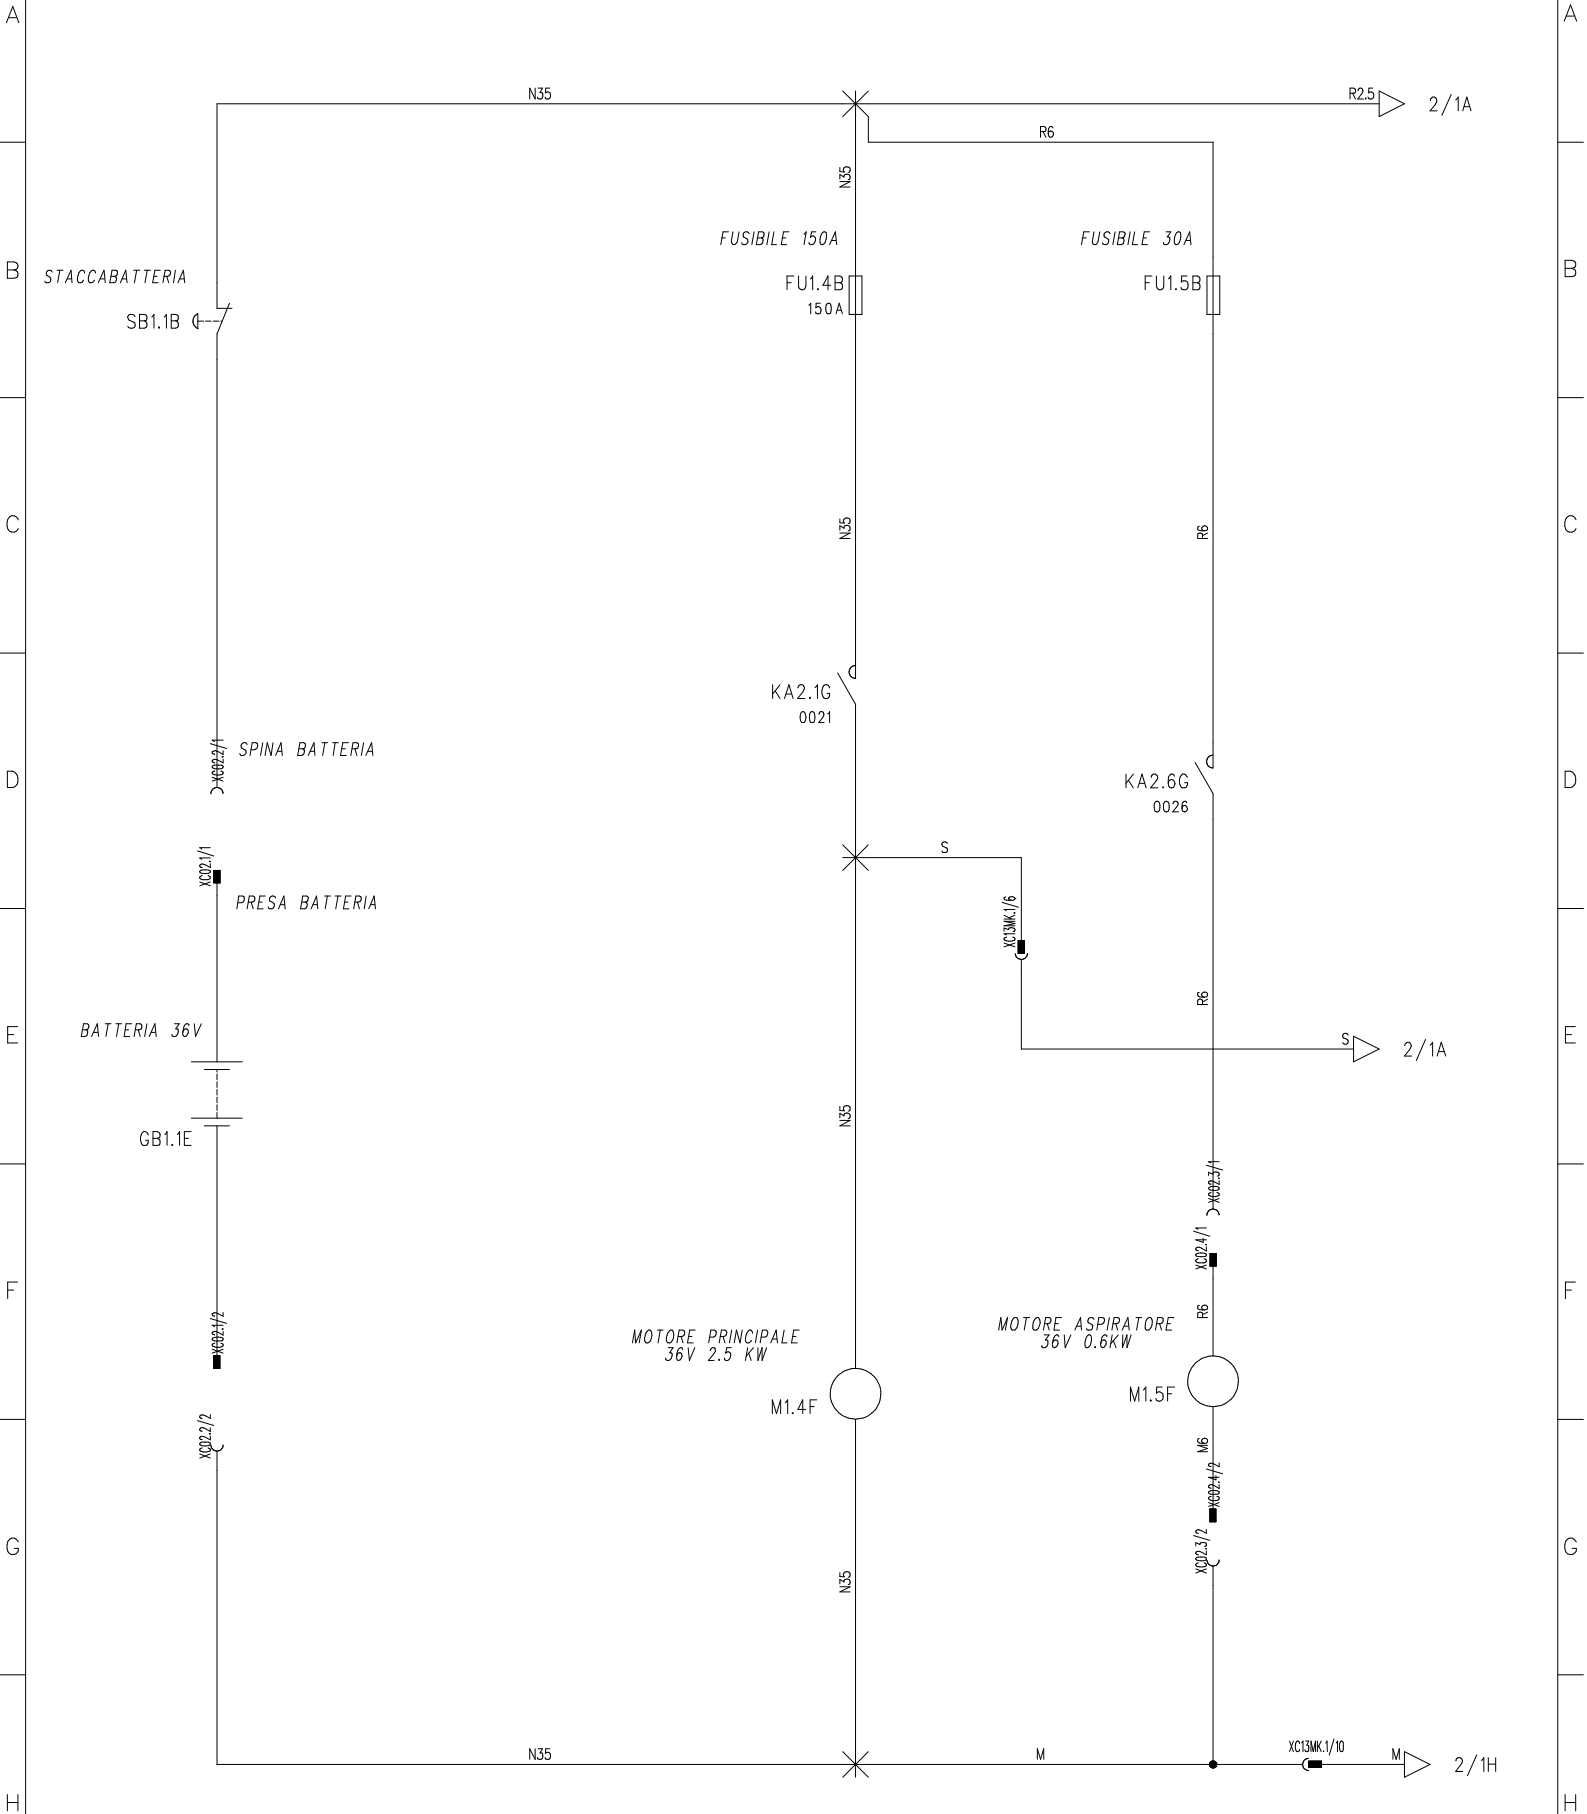 A
A
N35
R2.5
2/1A
R6
N35
FUSIBILE 150A
FUSIBILE 30A
B
B
STACCABATTERIA
FU1.4B
FU1.5B
150A
SB1.1B
C
C
N35
R6
KA2.1G
0021
XC02.2/1
SPINA BATTERIA
D
D
KA2.6G
0026
S
XC02.1/1
PRESA BATTERIA
XC13MK.1/6
R6
BATTERIA 36V
E
E
S
2/1A
N35
GB1.1E
XC02.3/1
XC02.4/1
F
F
R6
XC02.1/2
MOTORE PRINCIPALE
36V 2.5 KW
MOTORE ASPIRATORE
36V 0.6KW
M1.4F
M1.5F
XC02.2/2
M6
XC02.4/2
G
G
XC02.3/2
N35
N35
M
XC13MK.1/10
M
2/1H
H
H